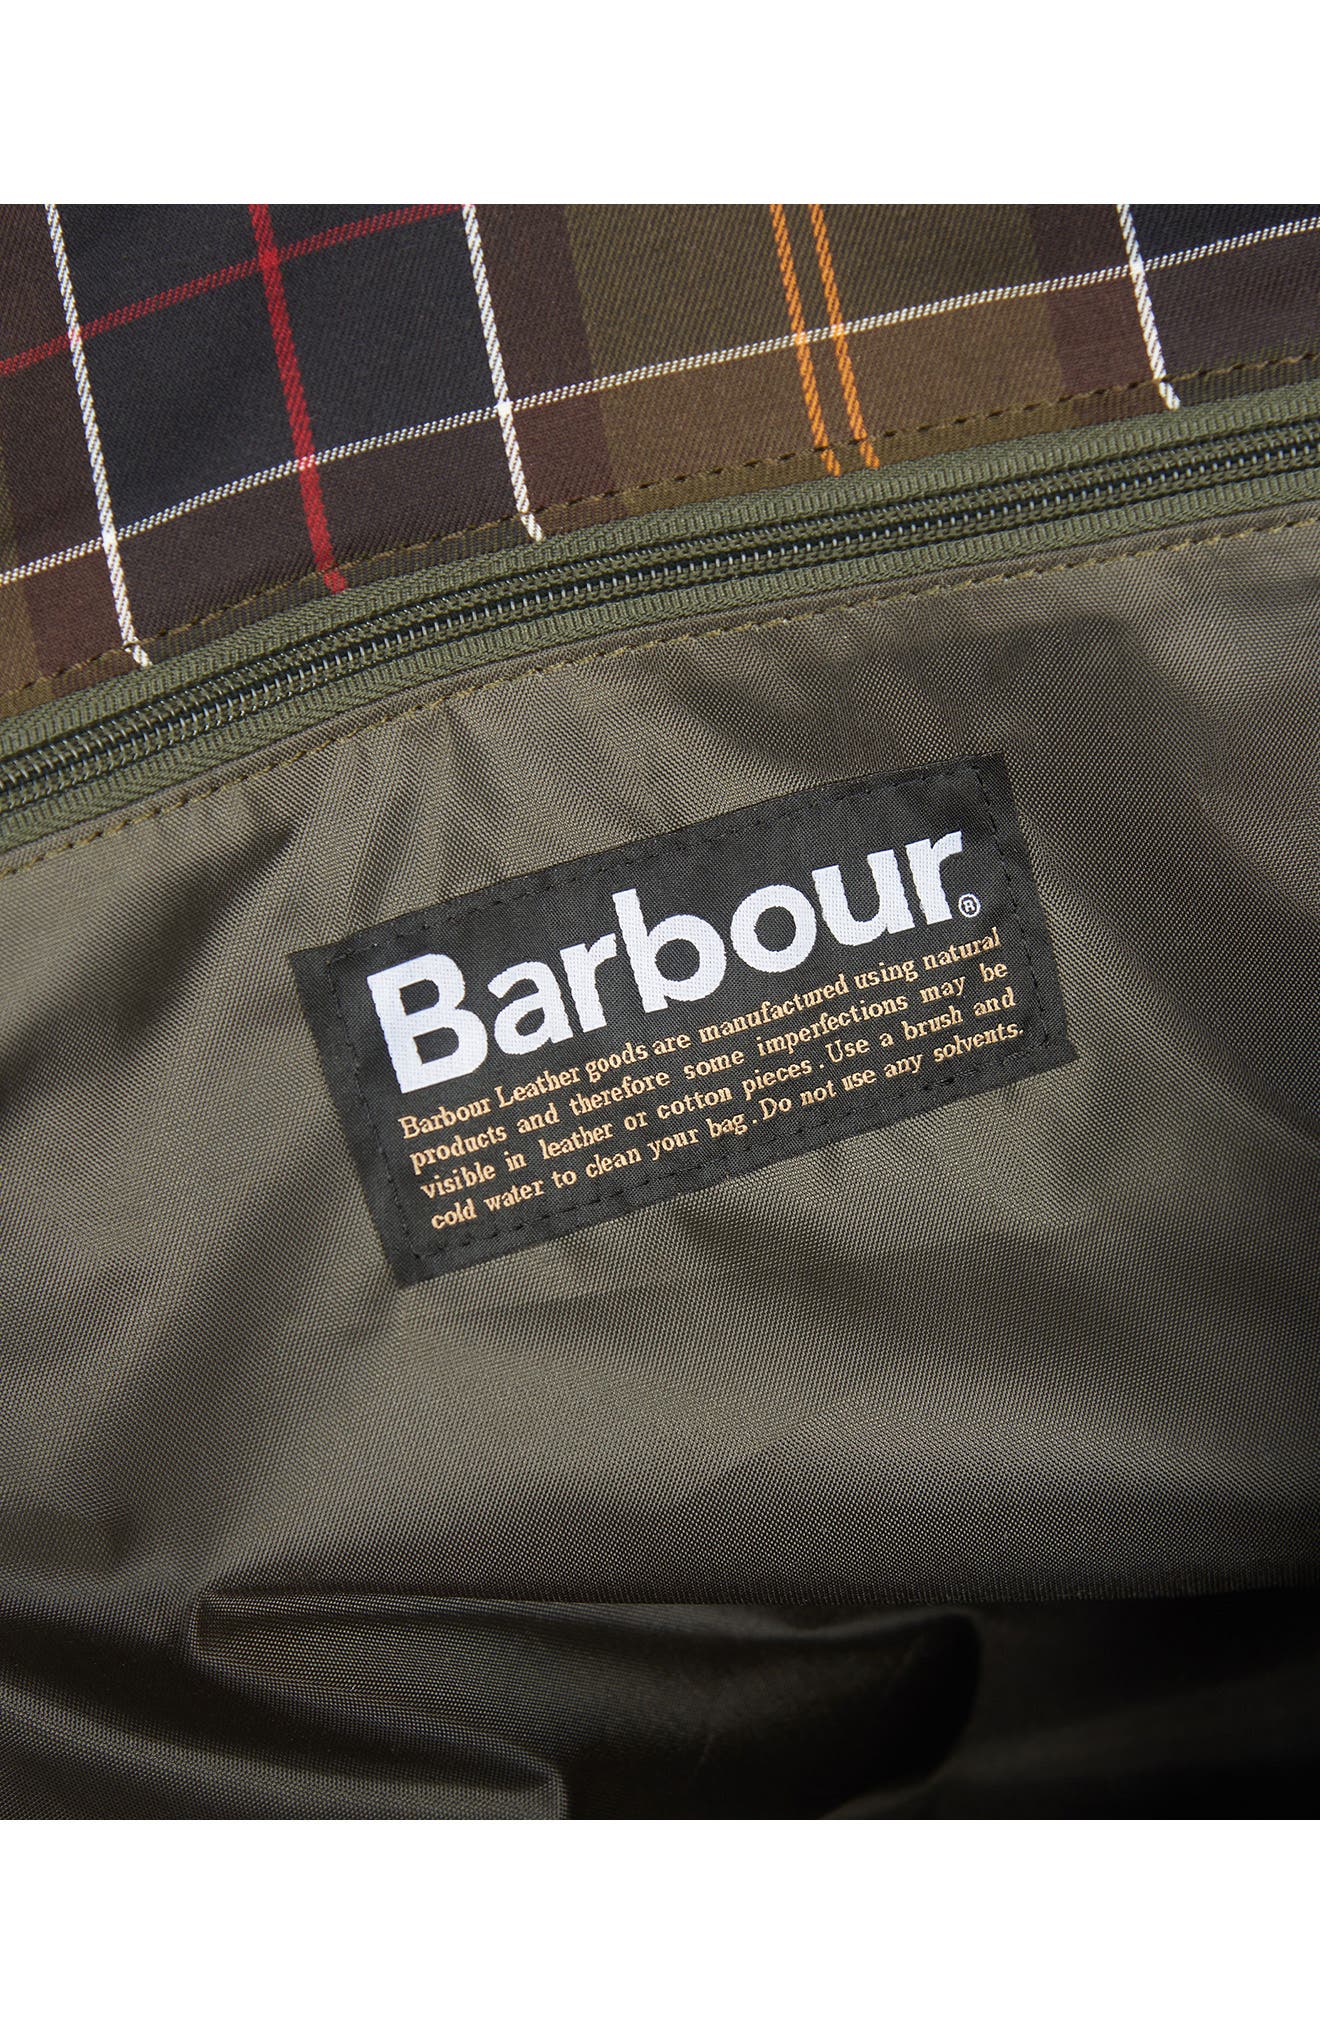 Barbour®
Barbour Leather goods are manufactured using natural
products and therefore some imperfections may be
visible in leather or cotton pieces. Use a brush and
cold water to clean your bag. Do not use any solvents.